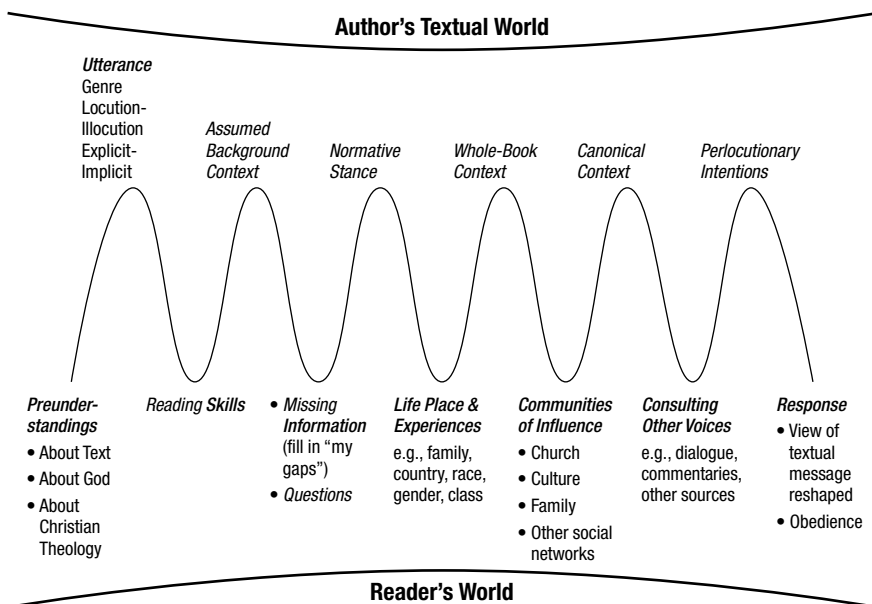 Author's Textual World
Utterance
Genre
Locution-
Illocution
Explicit-
Implicit
Assumed
Background
Context
Normative
Stance
Whole-Book
Context
Canonical
Context
Perlocutionary
Intentions
Preunder-
standings
• About Text
• About God
• About
Christian
Theology
Reading Skills
• Missing
Information
(fill in “my
gaps”)
• Questions
Life Place &
Experiences
e.g., family,
country, race,
gender, class
Communities
of Influence
• Church
• Culture
• Family
• Other social
networks
Consulting
Other Voices
e.g., dialogue,
commentaries,
other sources
Response
• View of
textual
message
reshaped
• Obedience
Reader's World